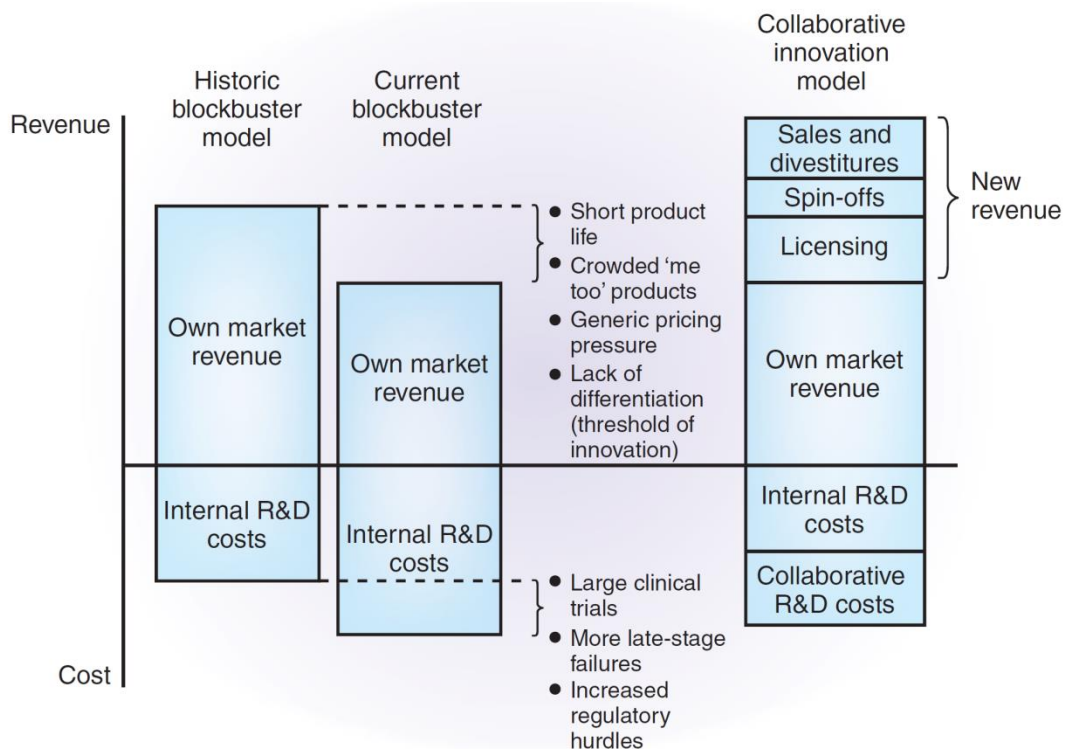 Historic
blockbuster
model
Current
blockbuster
model
Collaborative
innovation
model
Revenue
Cost
Own market
revenue
Internal R&D
costs
Own market
revenue
Internal R&D
costs
● Short product
life
● Crowded ‘me
too’ products
● Generic pricing
pressure
● Lack of
differentiation
(threshold of
innovation)
● Large clinical
trials
● More late-stage
failures
● Increased
regulatory
hurdles
Sales and
divestitures
Spin-offs
Licensing
Own market
revenue
Internal R&D
costs
Collaborative
R&D costs
New
revenue